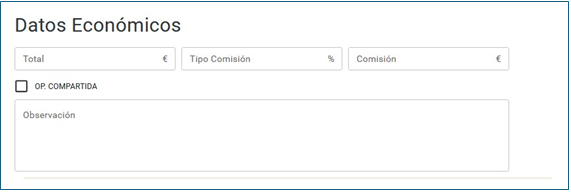 Datos Económicos
Total € Tipo Comisión % Comisión €
OP. COMPARTIDA
Observación